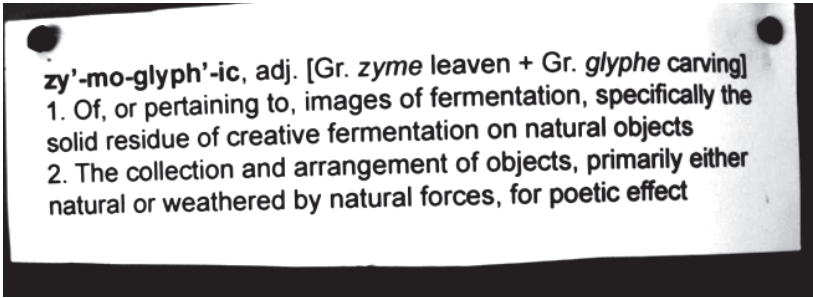 zy'-mo-glyph'-ic, adj. [Gr. zyme leaven + Gr. glyphe carving]
1. Of, or pertaining to, images of fermentation, specifically the
solid residue of creative fermentation on natural objects
2. The collection and arrangement of objects, primarily either
natural or weathered by natural forces, for poetic effect